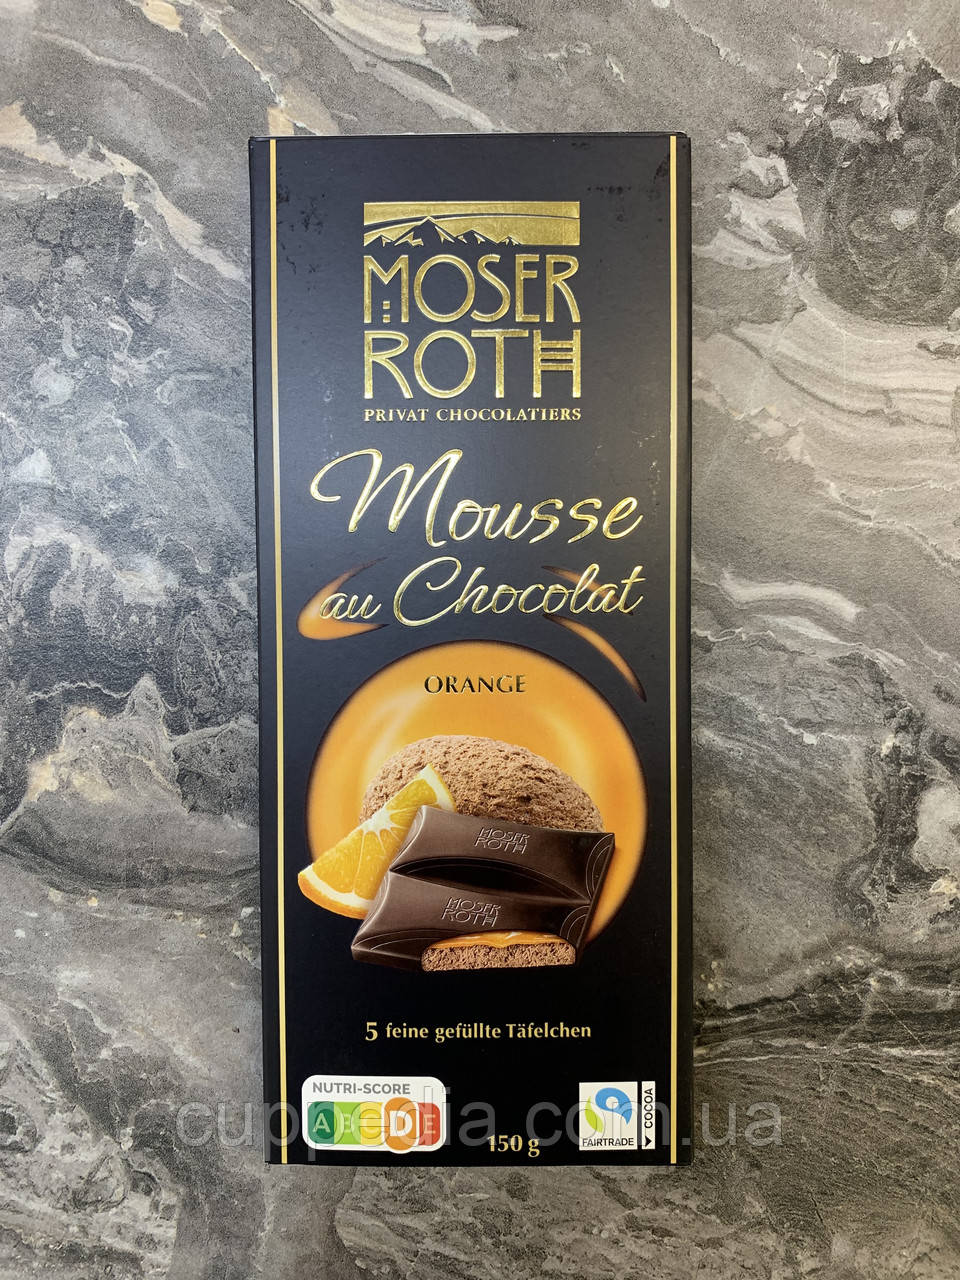 MOSER
ROTH
PRIVAT CHOCOLATIERS
Mousse
au Chocolat
ORANGE
MOSER
ROTH
MOSER
ROTH
5 feine gefüllte Täfelchen
NUTRI-SCORE
A B D E
150 g
FAIRTRADE
COCOA
cuppedia.com.ua